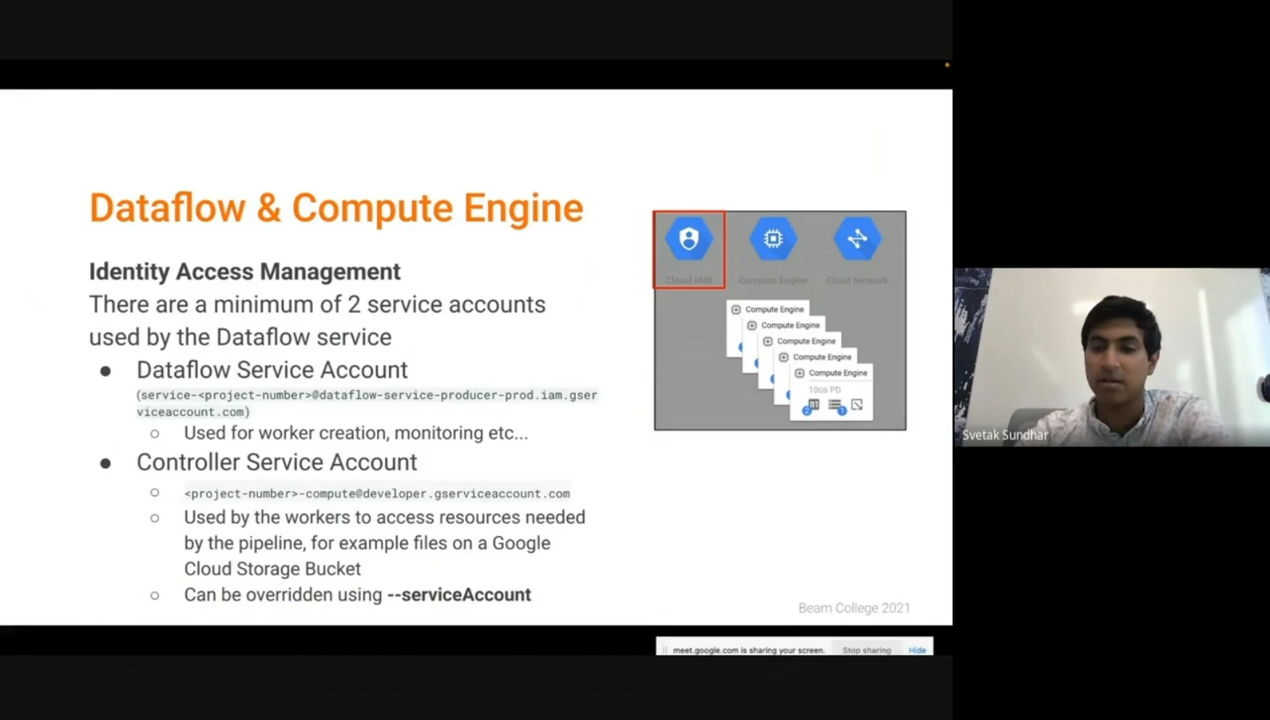 Dataflow & Compute Engine
Identity Access Management
There are a minimum of 2 service accounts
used by the Dataflow service
● Dataflow Service Account
(service-<project-number>@dataflow-service-producer-prod.iam.gser
viceaccount.com)
○ Used for worker creation, monitoring etc...
● Controller Service Account
○ <project-number>-compute@developer.gserviceaccount.com
○ Used by the workers to access resources needed
by the pipeline, for example files on a Google
Cloud Storage Bucket
○ Can be overridden using --serviceAccount
Cloud IAM
Compute Engine
Cloud Network
Compute Engine
Compute Engine
Compute Engine
Compute Engine
Compute Engine
10GB PD
2
1
Beam College 2021
Svetak Sundhar
meet.google.com is sharing your screen.
Stop sharing
Hide